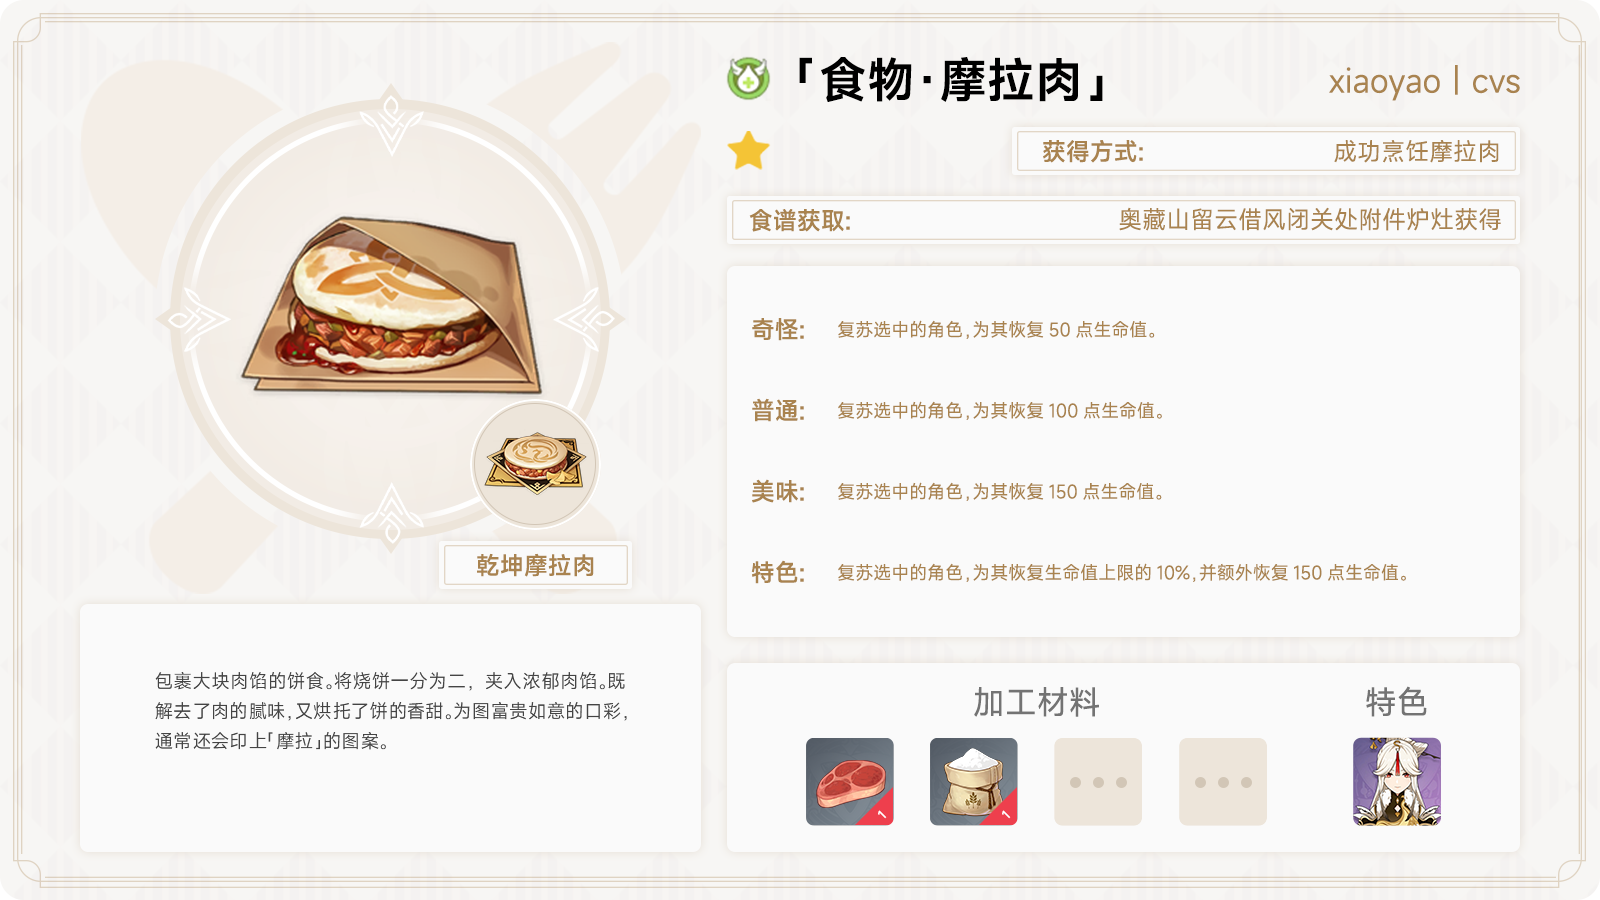 「食物·摩拉肉」
xiaoyao | cvs
获得方式: 成功烹饪摩拉肉
食谱获取: 奥藏山留云借风闭关处附件炉灶获得
奇怪: 复苏选中的角色,为其恢复 50 点生命值。
普通: 复苏选中的角色,为其恢复 100 点生命值。
美味: 复苏选中的角色,为其恢复 150 点生命值。
特色: 复苏选中的角色,为其恢复生命值上限的 10%,并额外恢复 150 点生命值。
乾坤摩拉肉
包裹大块肉馅的饼食。将烧饼一分为二，夹入浓郁肉馅。既
解去了肉的腻味,又烘托了饼的香甜。为图富贵如意的口彩,
通常还会印上「摩拉」的图案。
加工材料
特色
1
1